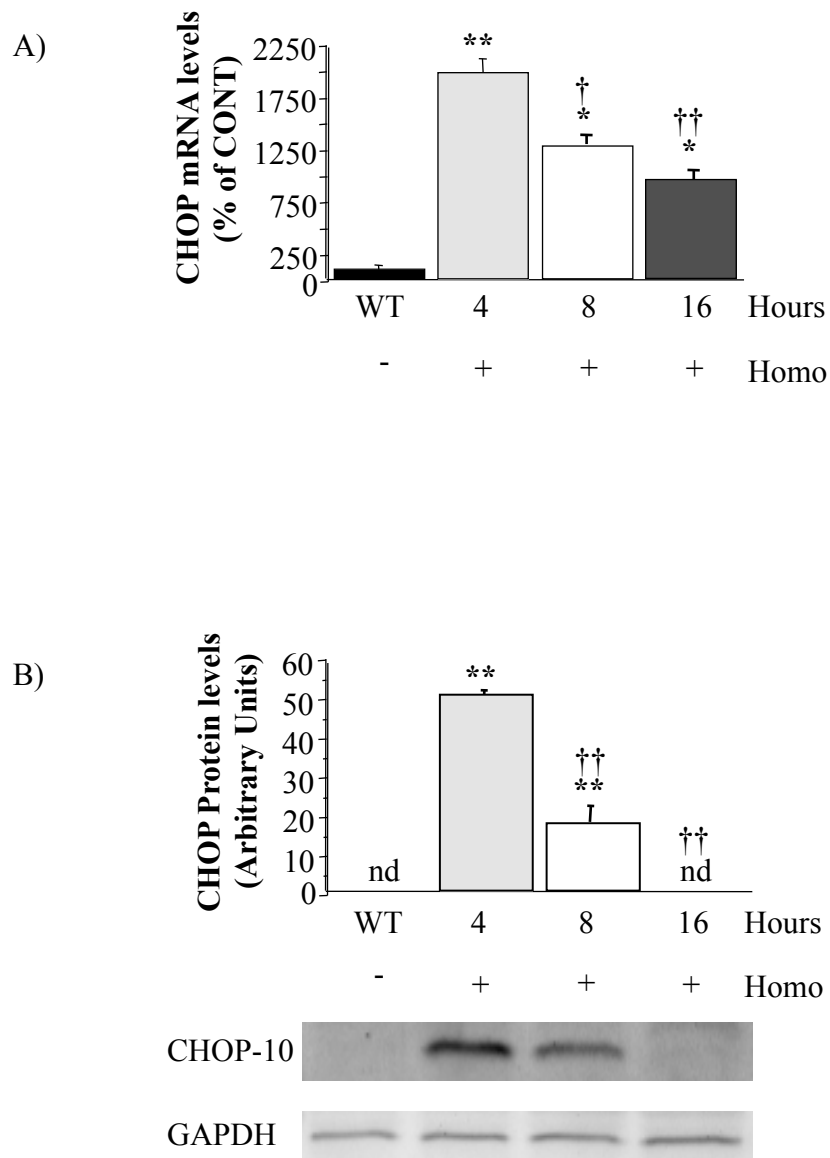 A)
CHOP mRNA levels
(% of CONT)
2250
1750
1250
750
250
0
**
†
*
††
*
WT 4 8 16 Hours
- + + + Homo
B)
CHOP Protein levels
(Arbitrary Units)
60
50
40
30
20
10
0
nd
**
††
**
††
nd
WT 4 8 16 Hours
- + + + Homo
CHOP-10
GAPDH